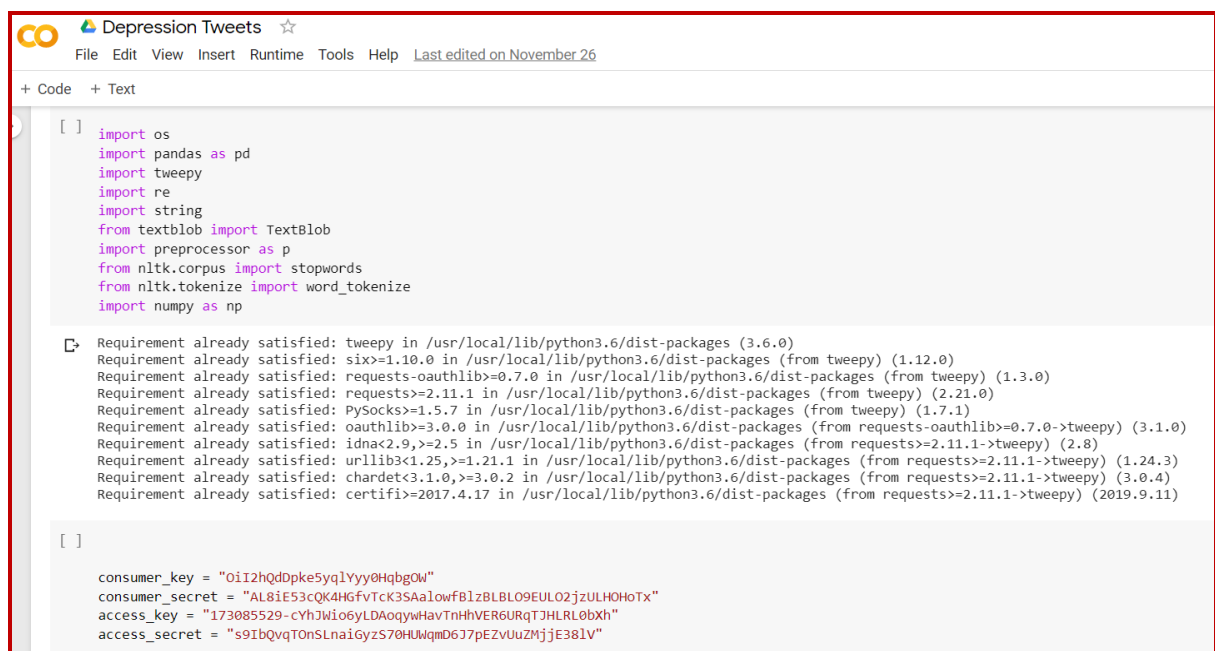 CO Depression Tweets
File Edit View Insert Runtime Tools Help Last edited on November 26
+ Code + Text
[ ]
import os
import pandas as pd
import tweepy
import re
import string
from textblob import TextBlob
import preprocessor as p
from nltk.corpus import stopwords
from nltk.tokenize import word_tokenize
import numpy as np
Requirement already satisfied: tweepy in /usr/local/lib/python3.6/dist-packages (3.6.0)
Requirement already satisfied: six>=1.10.0 in /usr/local/lib/python3.6/dist-packages (from tweepy) (1.12.0)
Requirement already satisfied: requests-oauthlib>=0.7.0 in /usr/local/lib/python3.6/dist-packages (from tweepy) (1.3.0)
Requirement already satisfied: requests>=2.11.1 in /usr/local/lib/python3.6/dist-packages (from tweepy) (2.21.0)
Requirement already satisfied: PySocks>=1.5.7 in /usr/local/lib/python3.6/dist-packages (from tweepy) (1.7.1)
Requirement already satisfied: oauthlib>=3.0.0 in /usr/local/lib/python3.6/dist-packages (from requests-oauthlib>=0.7.0->tweepy) (3.1.0)
Requirement already satisfied: idna<2.9,>=2.5 in /usr/local/lib/python3.6/dist-packages (from requests>=2.11.1->tweepy) (2.8)
Requirement already satisfied: urllib3<1.25,>=1.21.1 in /usr/local/lib/python3.6/dist-packages (from requests>=2.11.1->tweepy) (1.24.3)
Requirement already satisfied: chardet<3.1.0,>=3.0.2 in /usr/local/lib/python3.6/dist-packages (from requests>=2.11.1->tweepy) (3.0.4)
Requirement already satisfied: certifi>=2017.4.17 in /usr/local/lib/python3.6/dist-packages (from requests>=2.11.1->tweepy) (2019.9.11)
[ ]
consumer_key = "OiI2hQdDpke5yqlYyy0HqbgOW"
consumer_secret = "AL8iE53cQK4HGfvTcK3SAalowfBlzBLBLO9EULO2jzULHOHoTx"
access_key = "173085529-cYhJWio6yLDAoqywHavTnHhVER6URqTJHLRL0bXh"
access_secret = "s9IbQvqTOnSLnaiGyzS70HUWqmD6J7pEZvUuZMjjE38lV"